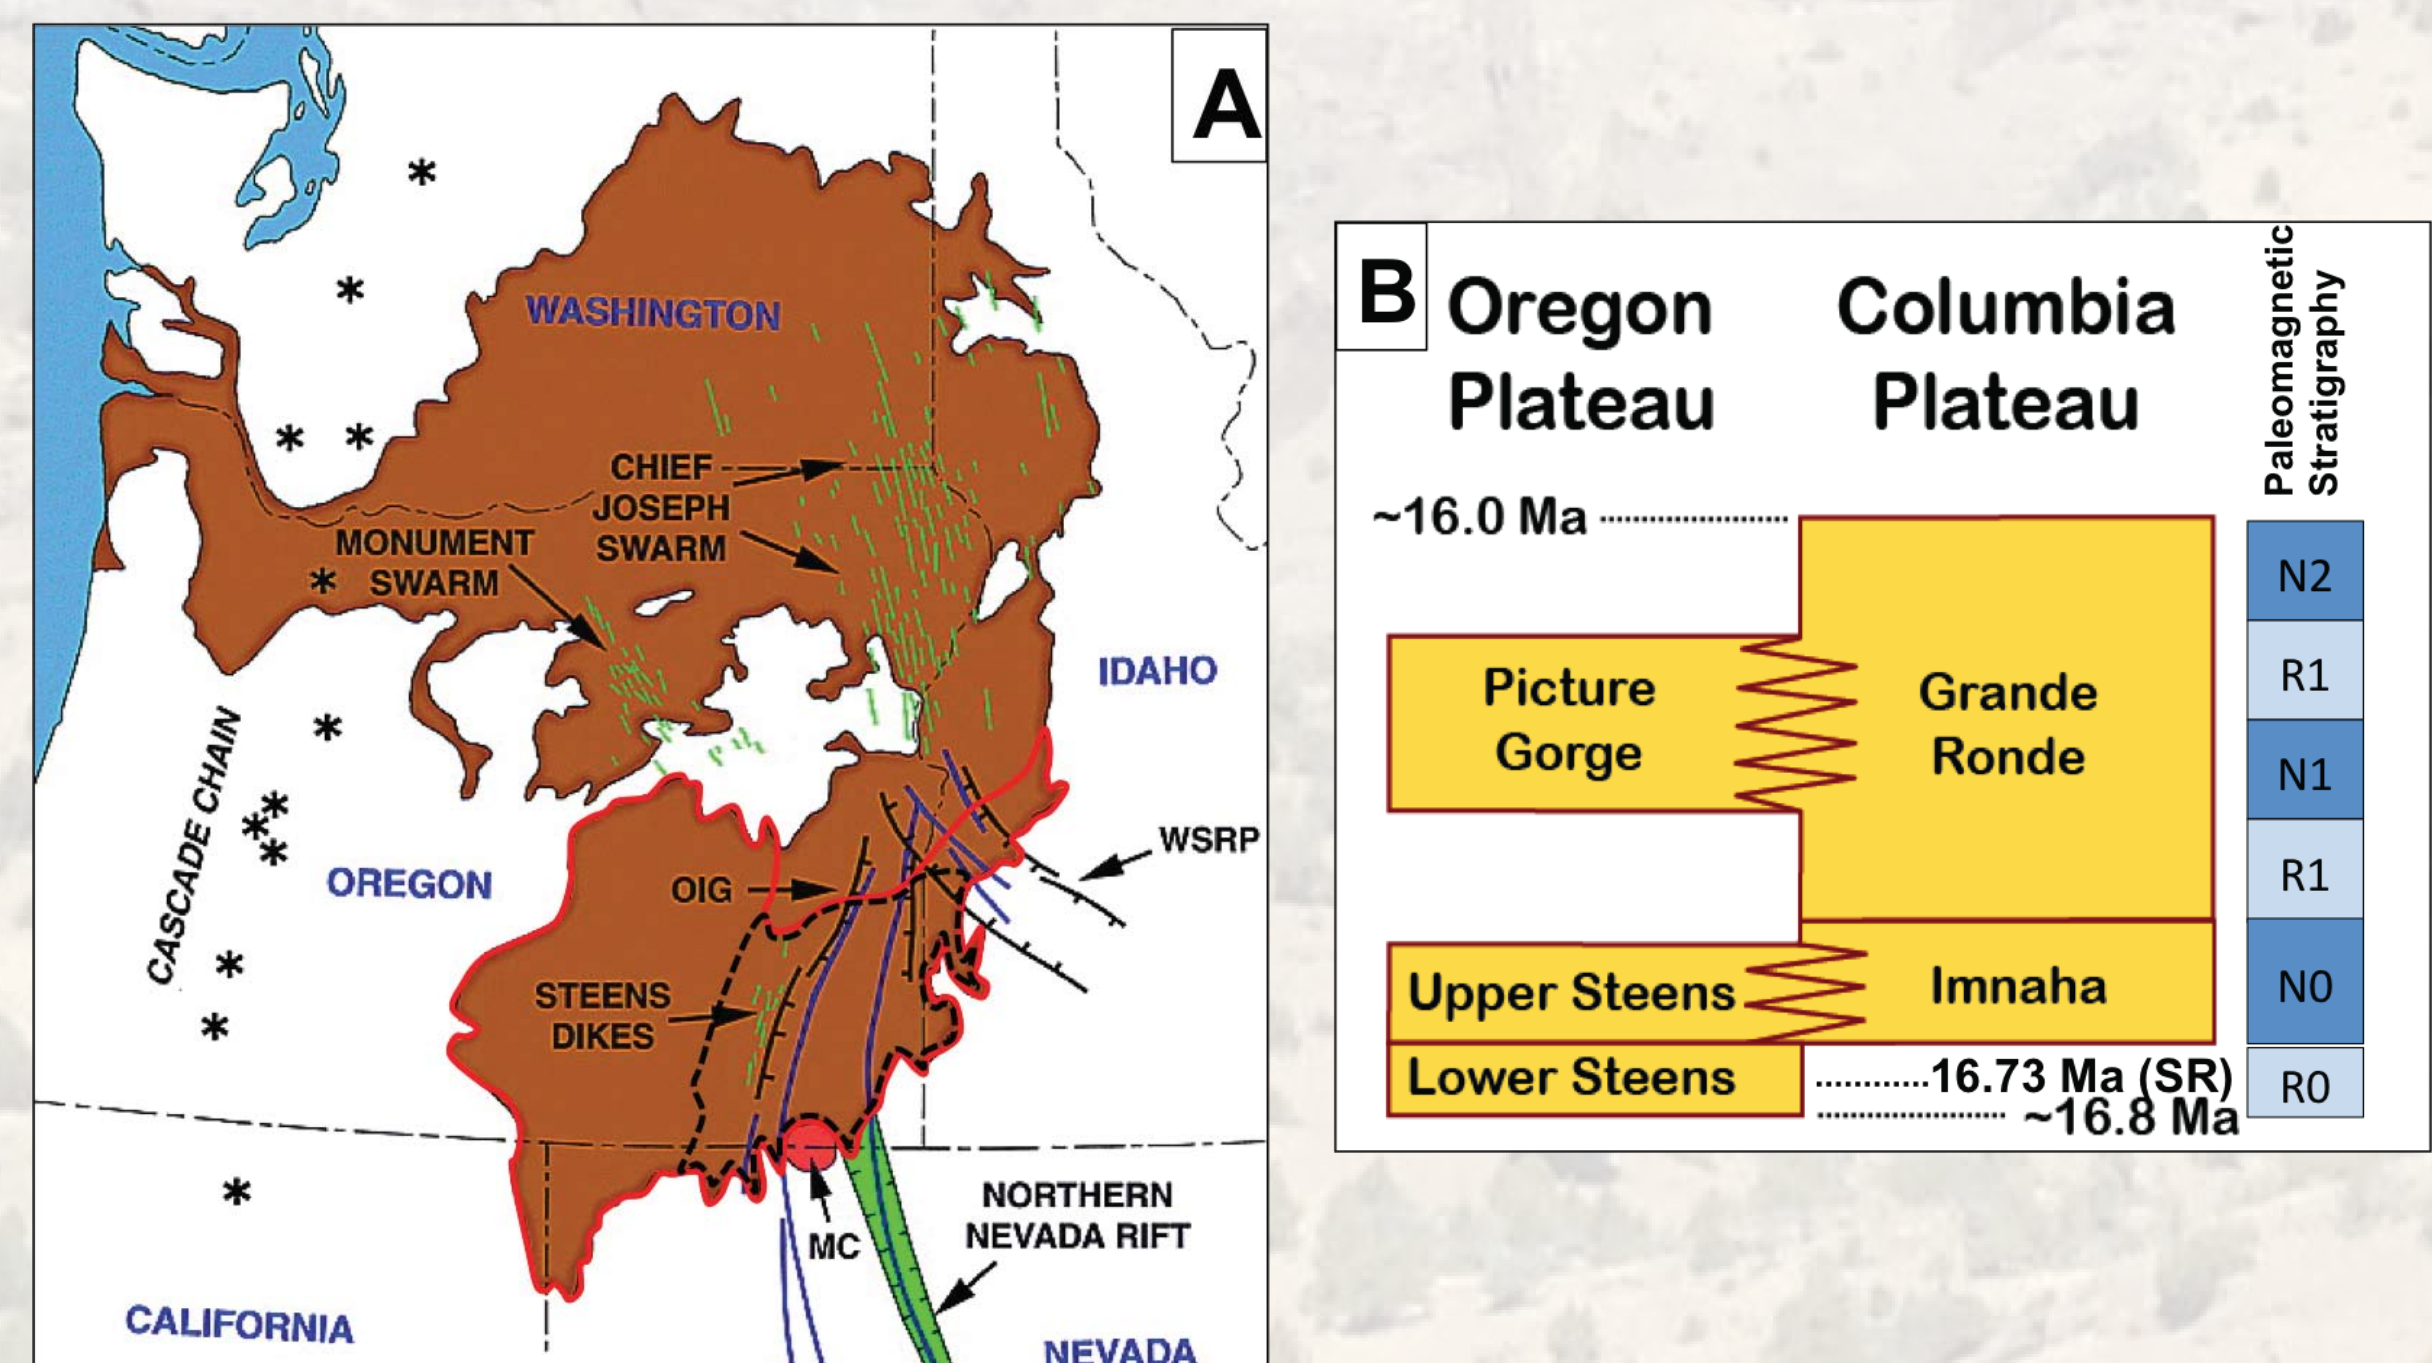 A
WASHINGTON
CHIEF
JOSEPH
SWARM
MONUMENT
SWARM
IDAHO
CASCADE CHAIN
OREGON
WSRP
OIG
STEENS
DIKES
MC
NORTHERN
NEVADA RIFT
CALIFORNIA
NEVADA
B
Oregon
Plateau
Columbia
Plateau
Paleomagnetic
Stratigraphy
~16.0 Ma
Picture
Gorge
Grande
Ronde
Upper Steens
Imnaha
Lower Steens
16.73 Ma (SR)
~16.8 Ma
N2
R1
N1
R1
N0
R0